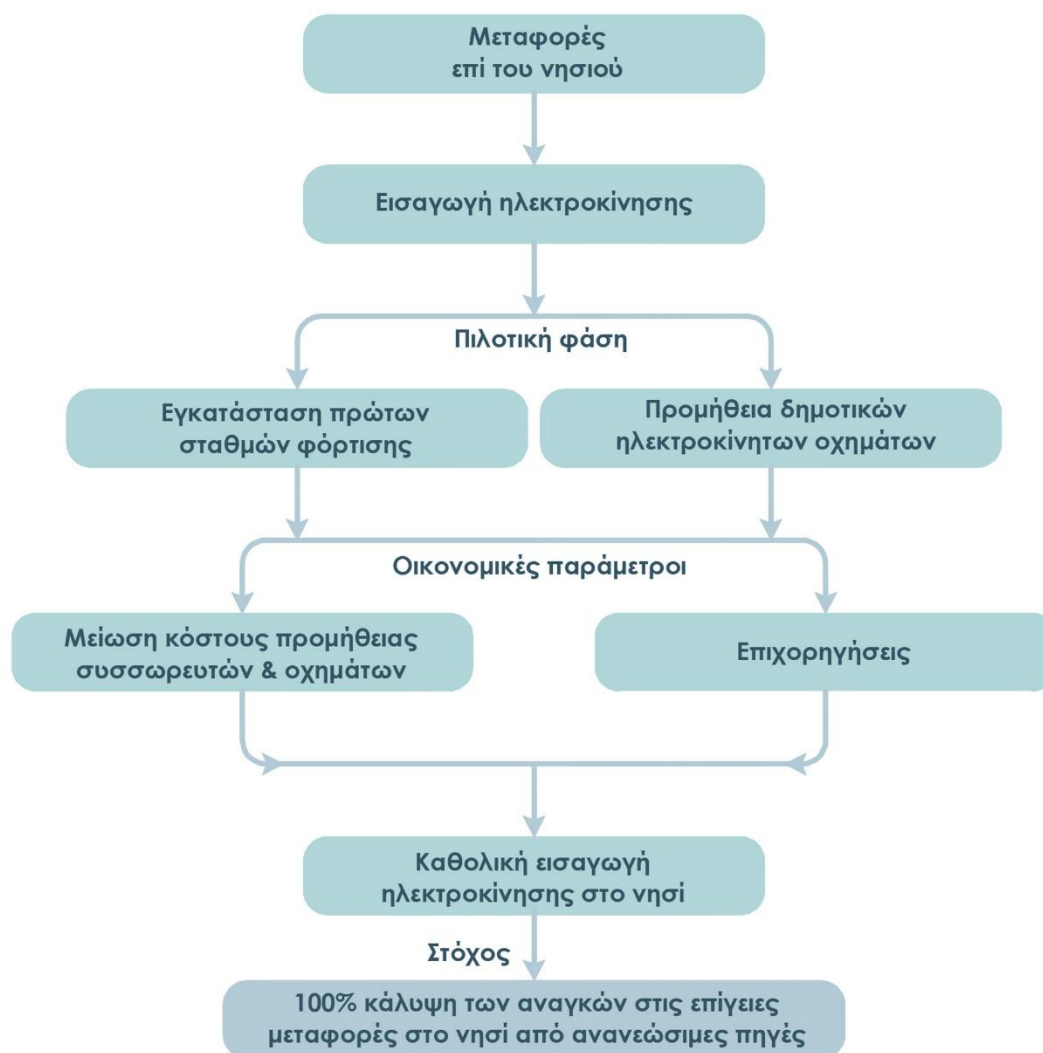 Μεταφορές
επί του νησιού
Εισαγωγή ηλεκτροκίνησης
Πιλοτική φάση
Εγκατάσταση πρώτων
σταθμών φόρτισης
Προμήθεια δημοτικών
ηλεκτροκίνητων οχημάτων
Οικονομικές παράμετροι
Μείωση κόστους προμήθειας
συσσωρευτών & οχημάτων
Επιχορηγήσεις
Καθολική εισαγωγή
ηλεκτροκίνησης στο νησί
Στόχος
100% κάλυψη των αναγκών στις επίγειες
μεταφορές στο νησί από ανανεώσιμες πηγές